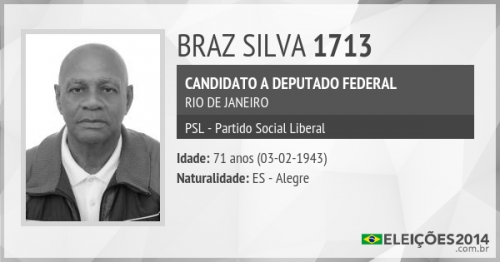 BRAZ SILVA 1713
CANDIDATO A DEPUTADO FEDERAL
RIO DE JANEIRO
PSL - Partido Social Liberal
Idade: 71 anos (03-02-1943)
Naturalidade: ES - Alegre
ELEIÇÕES2014
.com.br